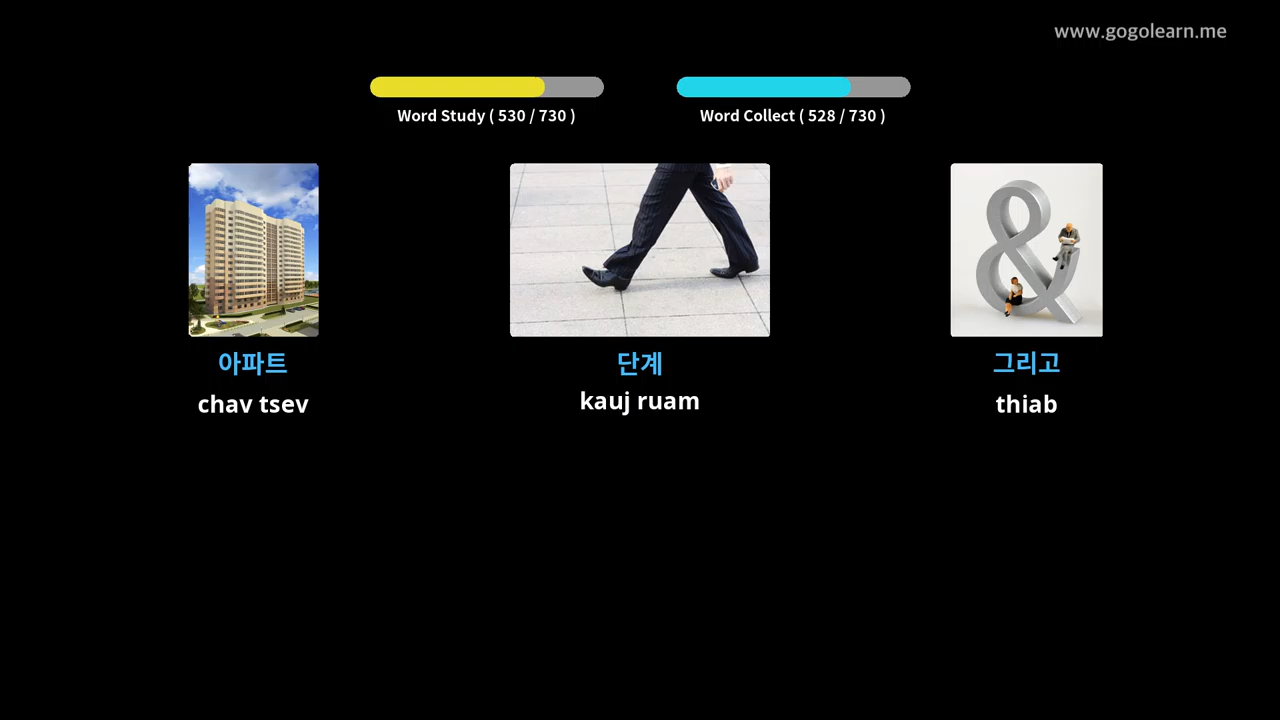 www.gogolearn.me
Word Study ( 530 / 730 )
Word Collect ( 528 / 730 )
아파트
chav tsev
단계
kauj ruam
그리고
thiab